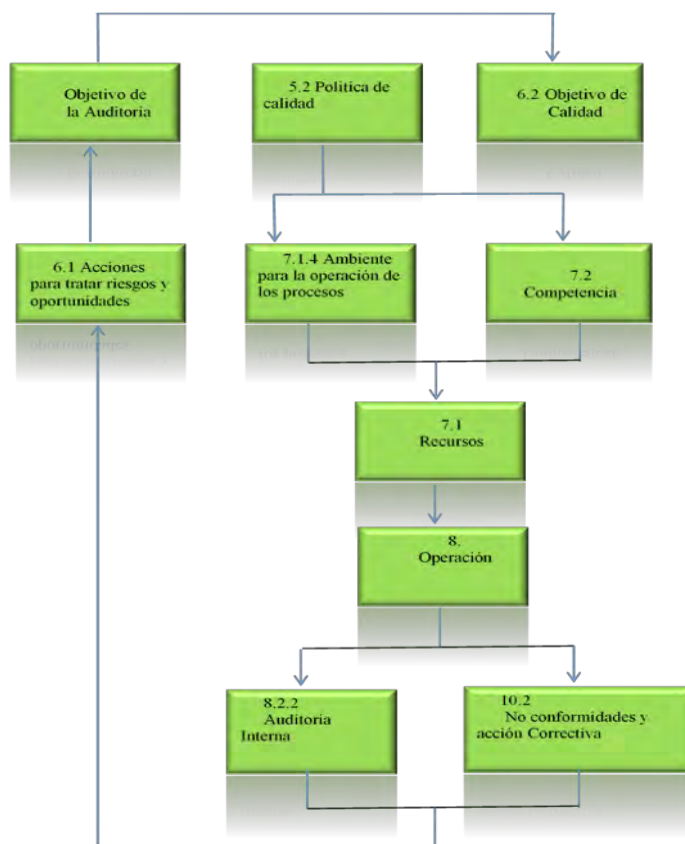 Objetivo de
la Auditoria
5.2 Politica de
calidad
6.2 Objetivo de
Calidad
6.1 Acciones
para tratar riesgos y
oportunidades
7.1.4 Ambiente
para la operación de
los procesos
7.2
Competencia
7.1
Recursos
8.
Operación
8.2.2
Auditoria
Interna
10.2
No conformidades y
acción Correctiva